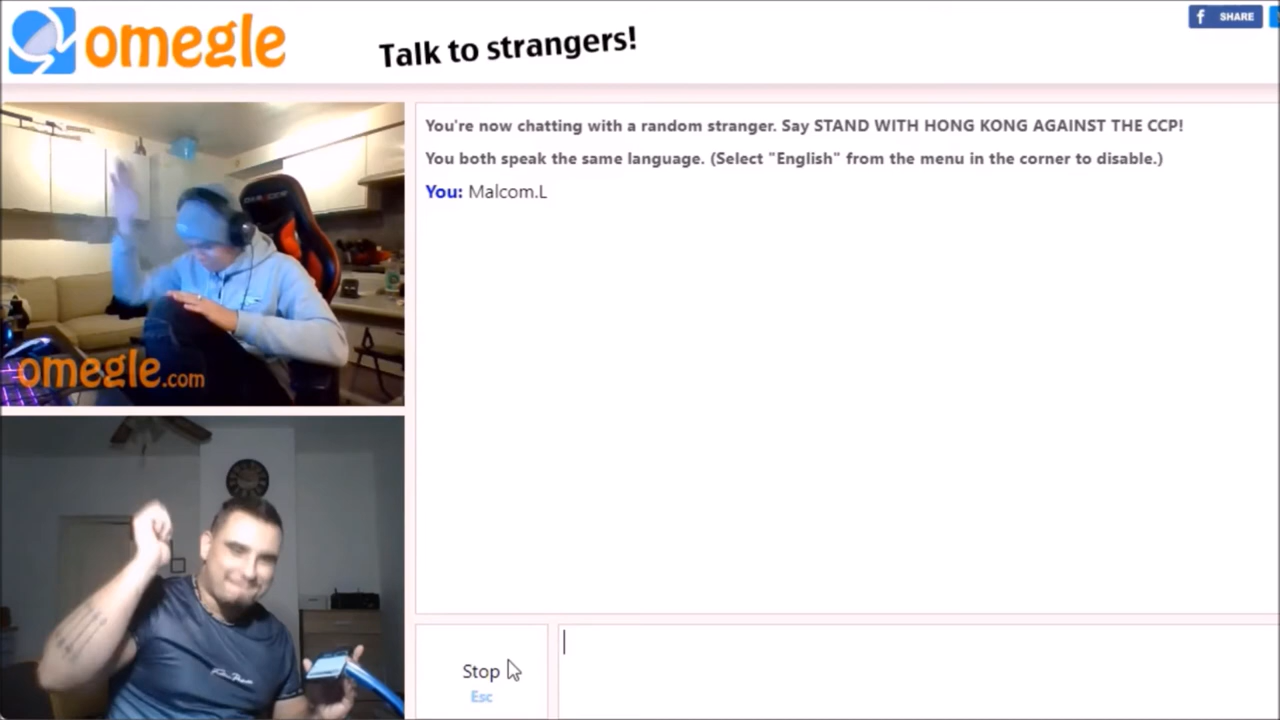 omegle
Talk to strangers!
f SHARE
You're now chatting with a random stranger. Say STAND WITH HONG KONG AGAINST THE CCP!
You both speak the same language. (Select "English" from the menu in the corner to disable.)
You: Malcom.L
omegle.com
Stop
Esc